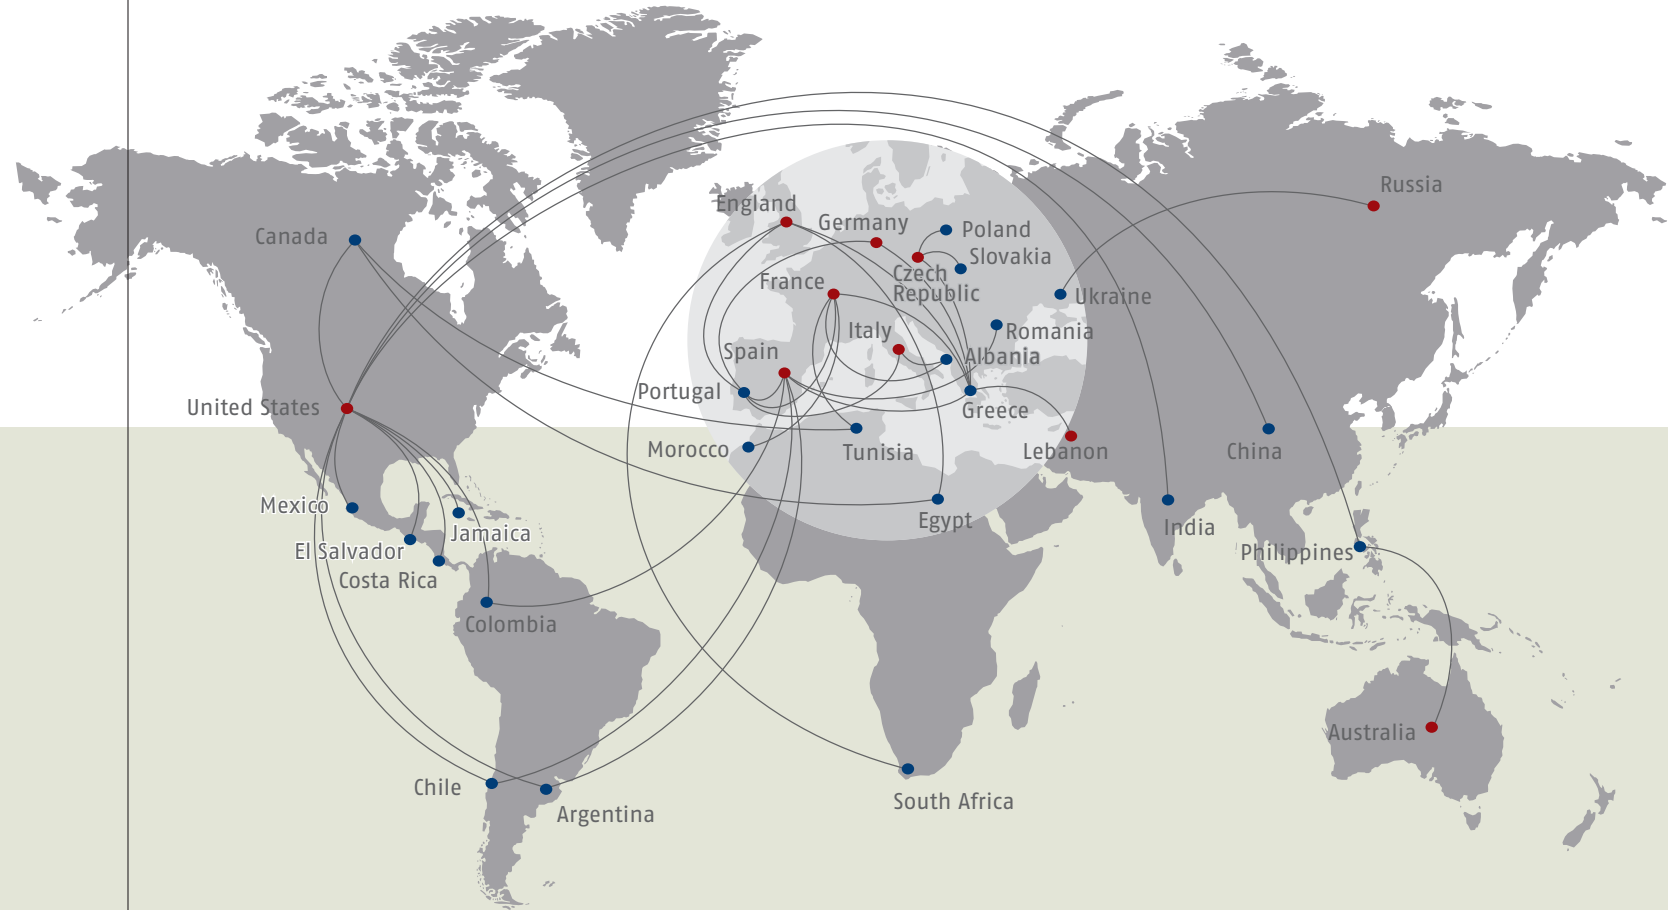 Russia
England
Germany
Poland
Canada
Slovakia
Czech
Republic
France
Ukraine
Italy
Romania
Spain
Albania
Portugal
United States
Greece
Morocco
Tunisia
Lebanon
China
Mexico
Egypt
India
Jamaica
El Salvador
Philippines
Costa Rica
Colombia
Australia
Chile
South Africa
Argentina